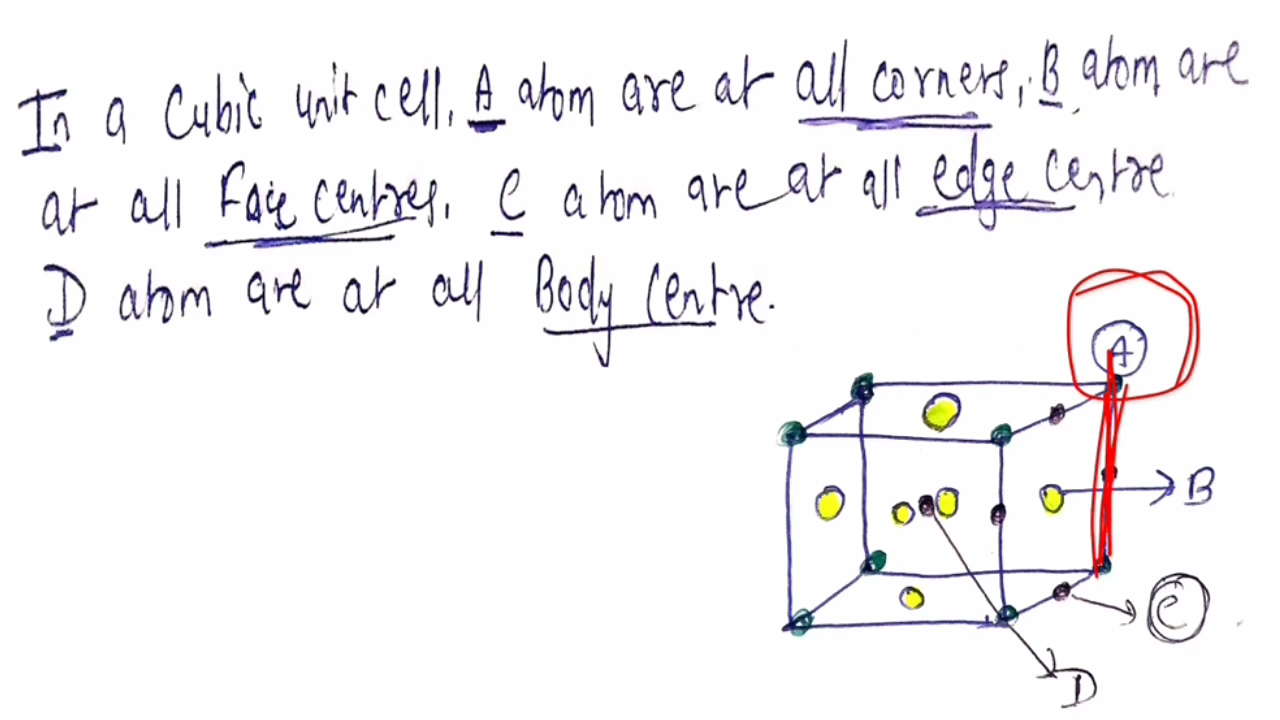 In a Cubic unit cell, A atom are at all corners, B atom are
at all Face centres, C atom are at all edge centre
D atom are at all Body Centre.
A
B
C
D